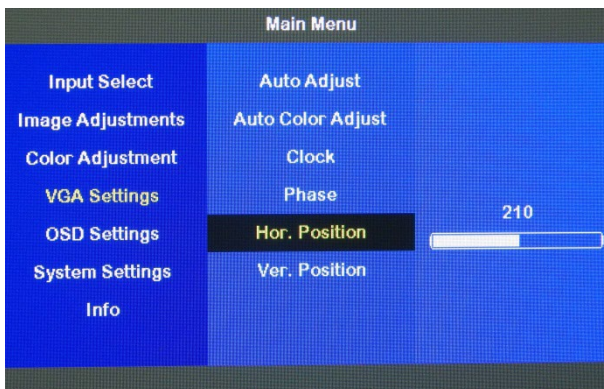 Main Menu
Input Select
Image Adjustments
Color Adjustment
VGA Settings
OSD Settings
System Settings
Info
Auto Adjust
Auto Color Adjust
Clock
Phase
Hor. Position
Ver. Position
210